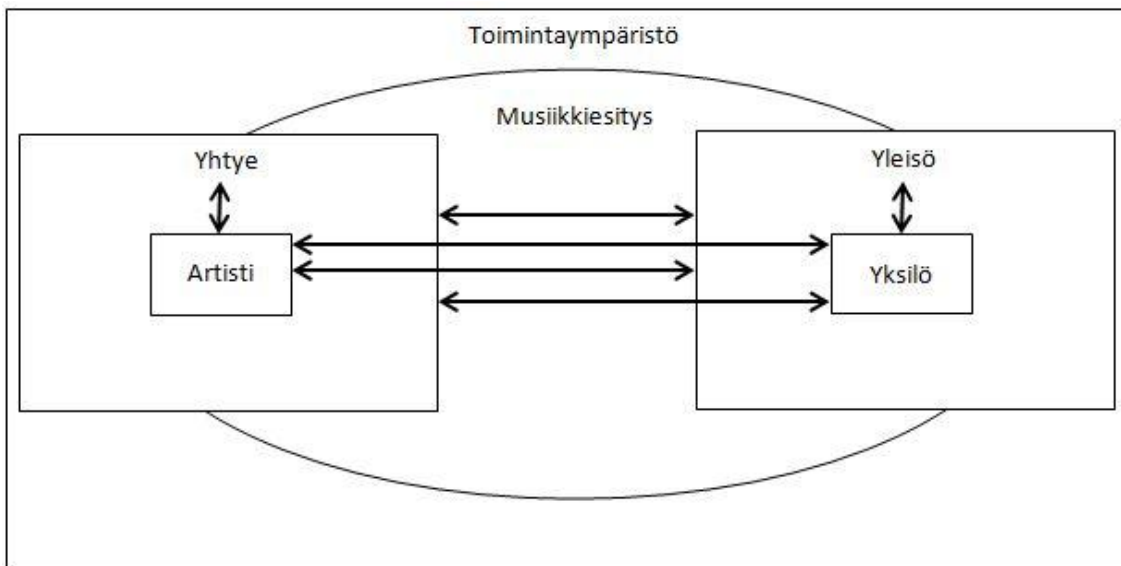 Toimintaympäristö
Musiikkiesitys
Yhtye
Yleisö
Artisti
Yksilö